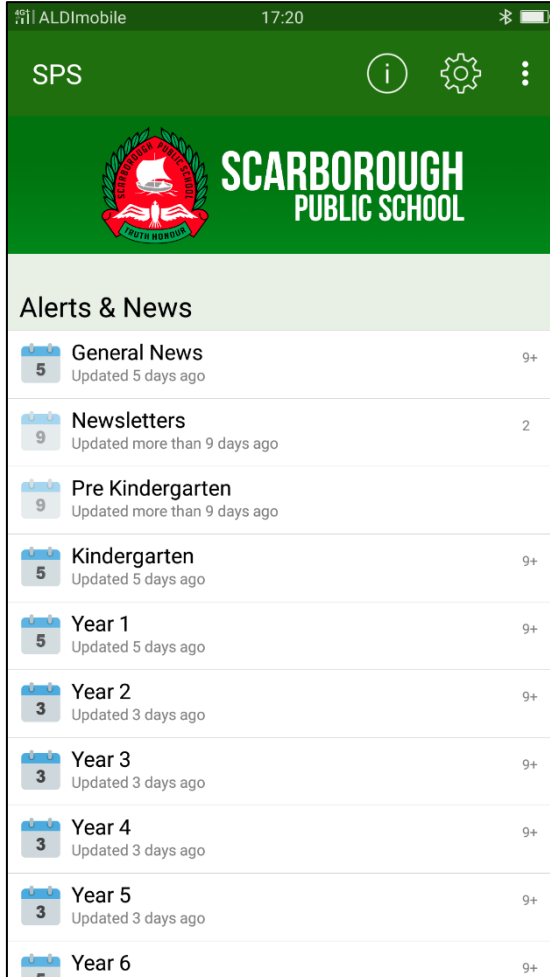 4G ALDImobile 17:20
SPS i
SCARBOROUGH PUBLIC SCHOOL
TRUTH HONOUR
SCARBOROUGH
PUBLIC SCHOOL
Alerts & News
5 General News 9+
Updated 5 days ago
9 Newsletters 2
Updated more than 9 days ago
9 Pre Kindergarten
Updated more than 9 days ago
5 Kindergarten 9+
Updated 5 days ago
5 Year 1 9+
Updated 5 days ago
3 Year 2 9+
Updated 3 days ago
3 Year 3 9+
Updated 3 days ago
3 Year 4 9+
Updated 3 days ago
3 Year 5 9+
Updated 3 days ago
Year 6 9+